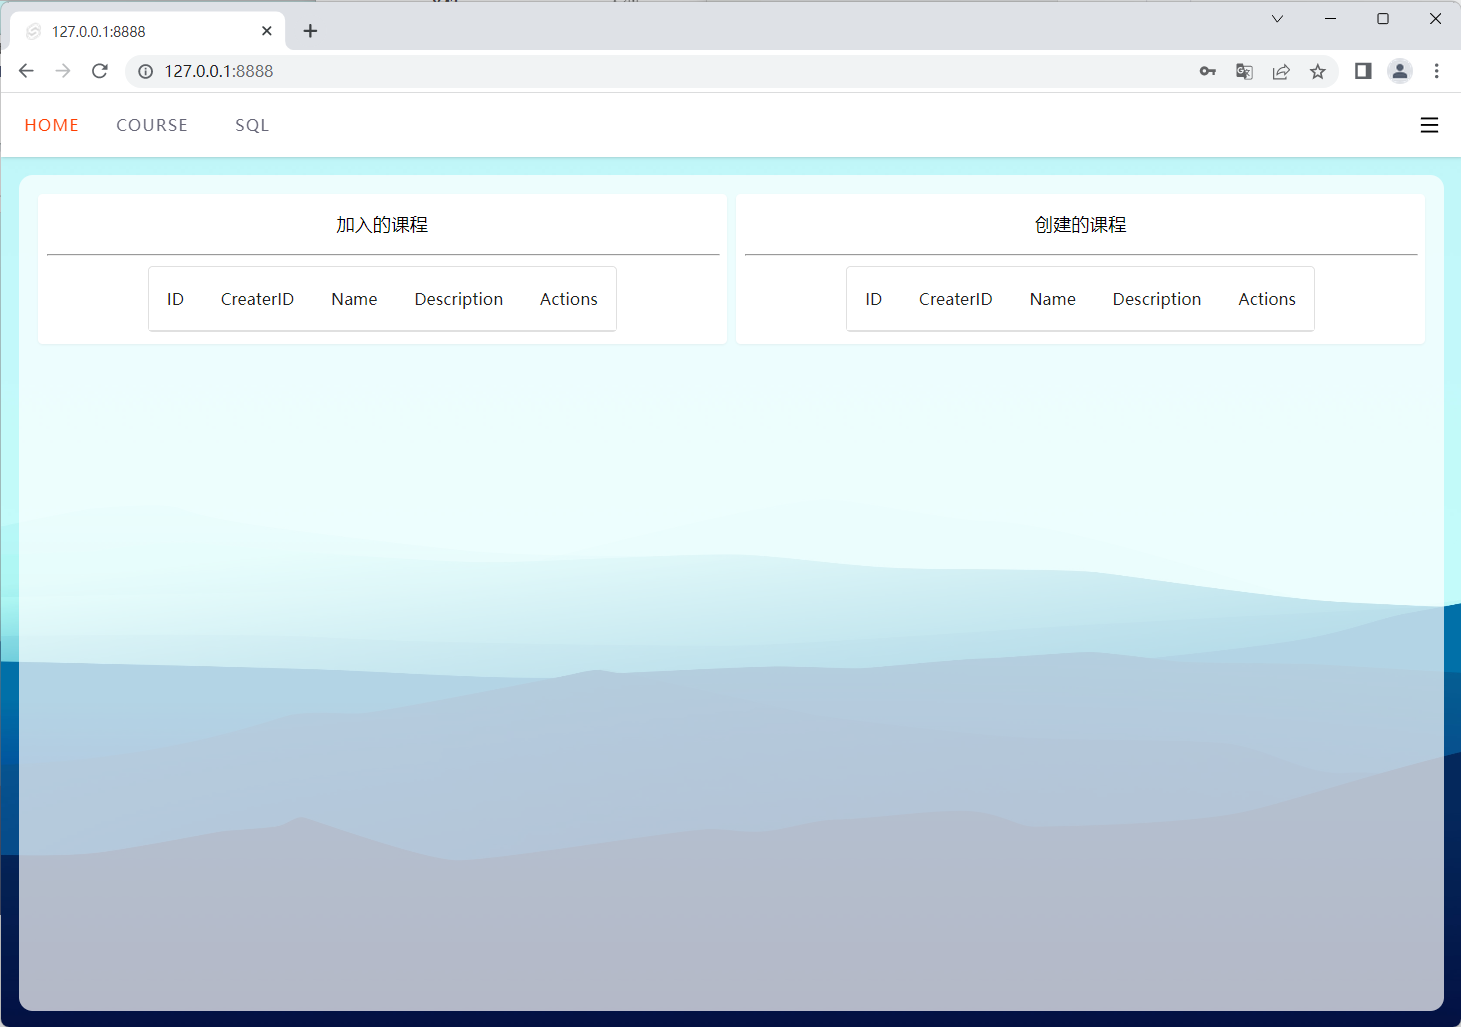 127.0.0.1:8888
127.0.0.1:8888
HOME COURSE SQL
加入的课程
ID CreaterID Name Description Actions
创建的课程
ID CreaterID Name Description Actions